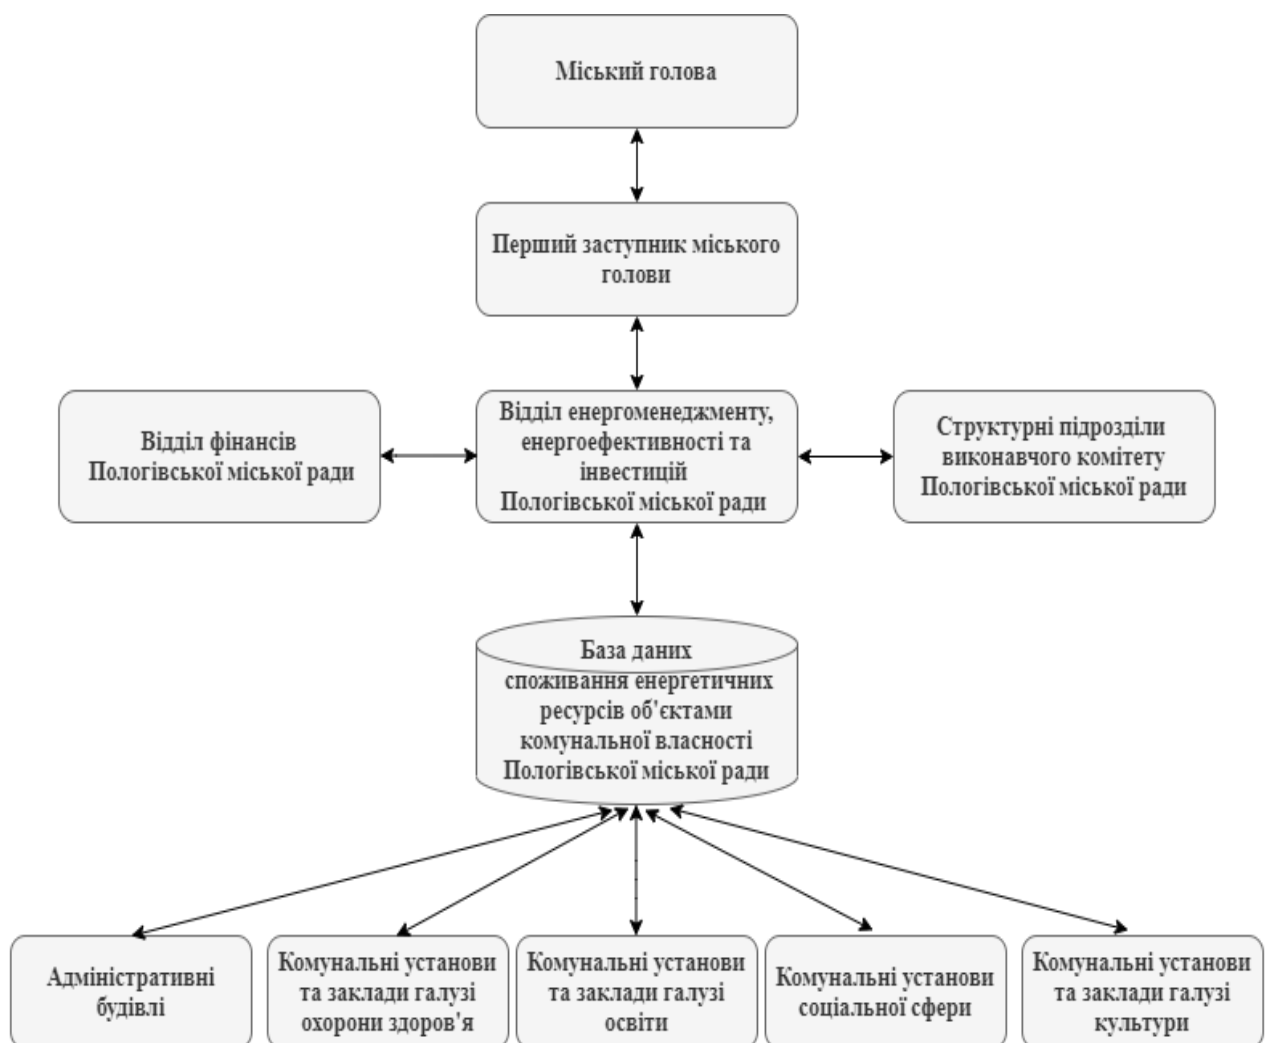 Міський голова
Перший заступник міського
голови
Відділ фінансів
Пологівської міської ради
Відділ енергоменеджменту,
енергоефективності та
інвестицій
Пологівської міської ради
Структурні підрозділи
виконавчого комітету
Пологівської міської ради
База даних
споживання енергетичних
ресурсів об'єктами
комунальної власності
Пологівської міської ради
Адміністративні
будівлі
Комунальні установи
та заклади галузі
охорони здоров'я
Комунальні установи
та заклади галузі
освіти
Комунальні установи
соціальної сфери
Комунальні установи
та заклади галузі
культури